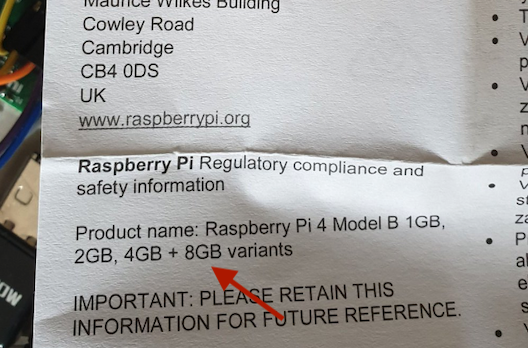 Maurice Wilkes Building
Cowley Road
Cambridge
CB4 0DS
UK
www.raspberrypi.org
Raspberry Pi Regulatory compliance and
safety information
Product name: Raspberry Pi 4 Model B 1GB,
2GB, 4GB + 8GB variants
IMPORTANT: PLEASE RETAIN THIS
INFORMATION FOR FUTURE REFERENCE.